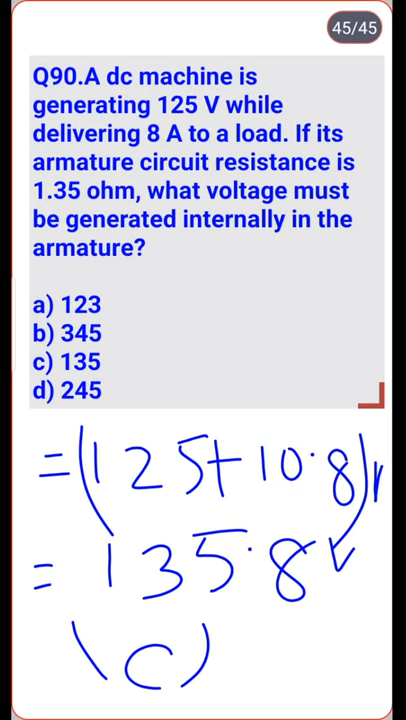 45/45
Q90.A dc machine is
generating 125 V while
delivering 8 A to a load. If its
armature circuit resistance is
1.35 ohm, what voltage must
be generated internally in the
armature?
a) 123
b) 345
c) 135
d) 245
=(125+10.8)V
= 135.8V
(C)